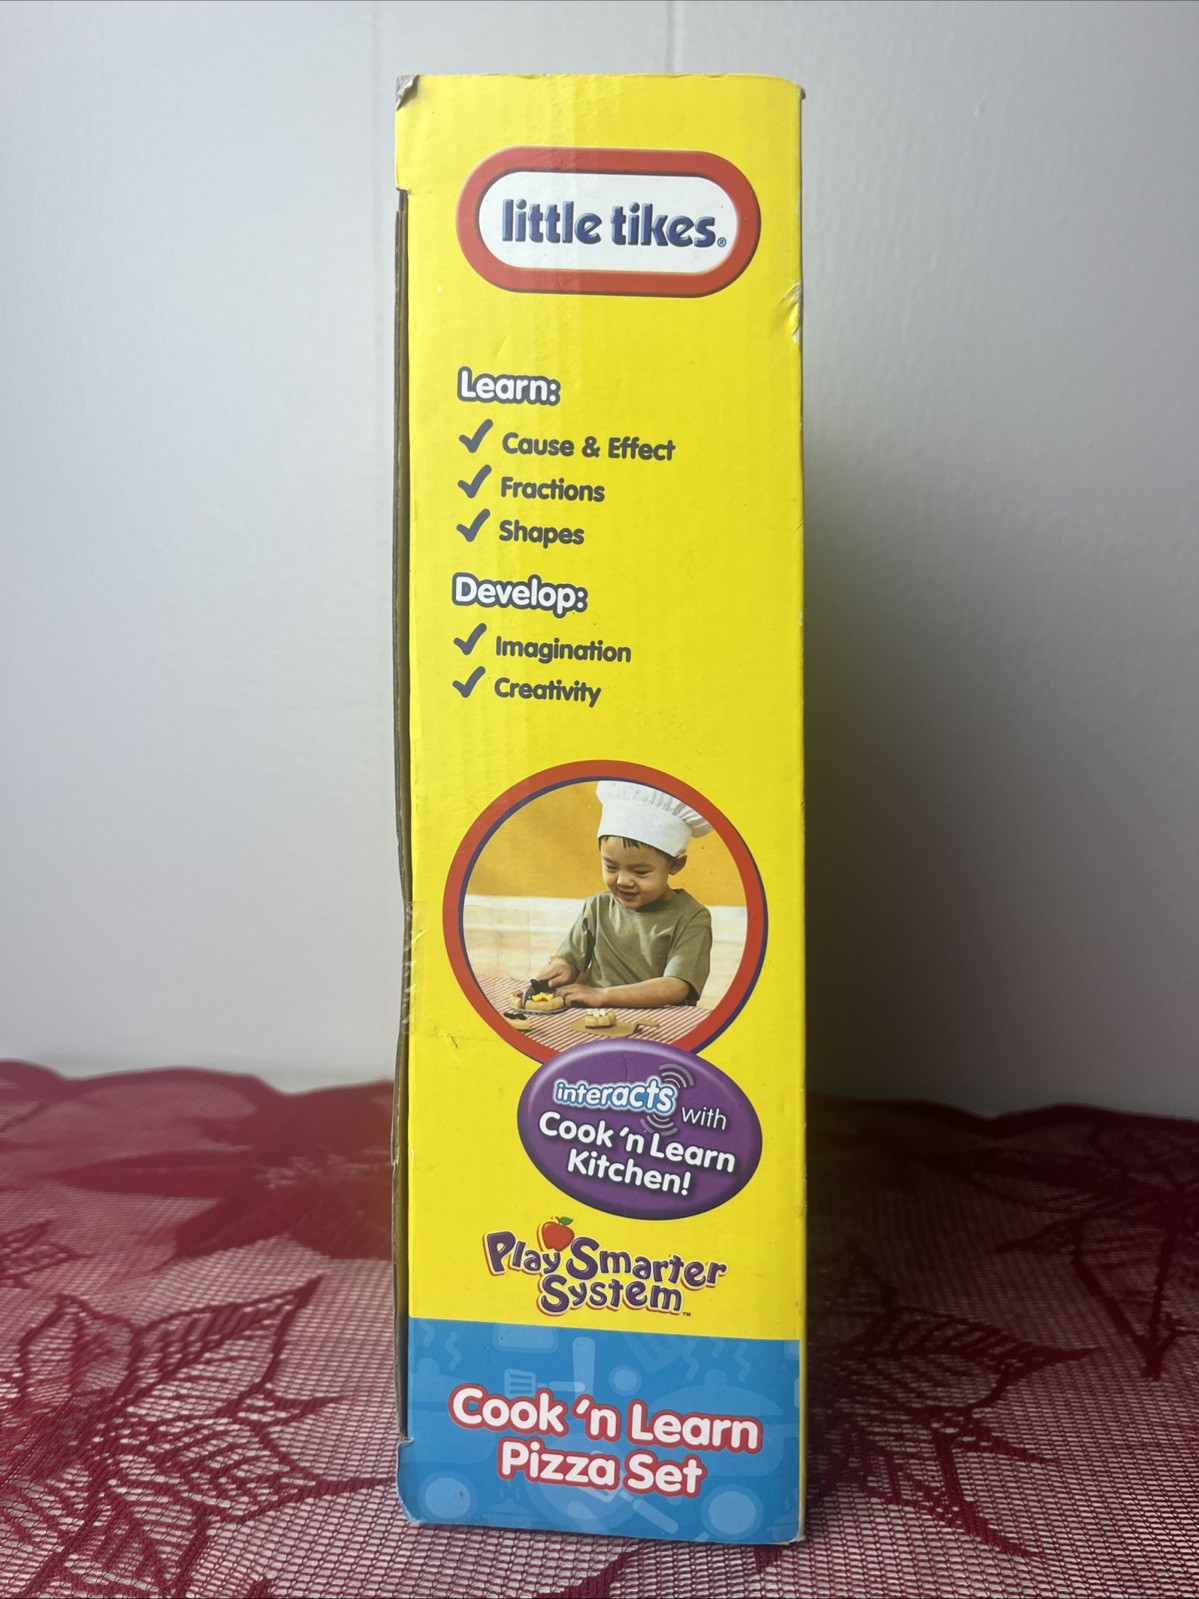 little tikes®
Learn:
✓ Cause & Effect
✓ Fractions
✓ Shapes
Develop:
✓ Imagination
✓ Creativity
interacts with
Cook 'n Learn
Kitchen!
Play Smarter
System™
Cook 'n Learn
Pizza Set